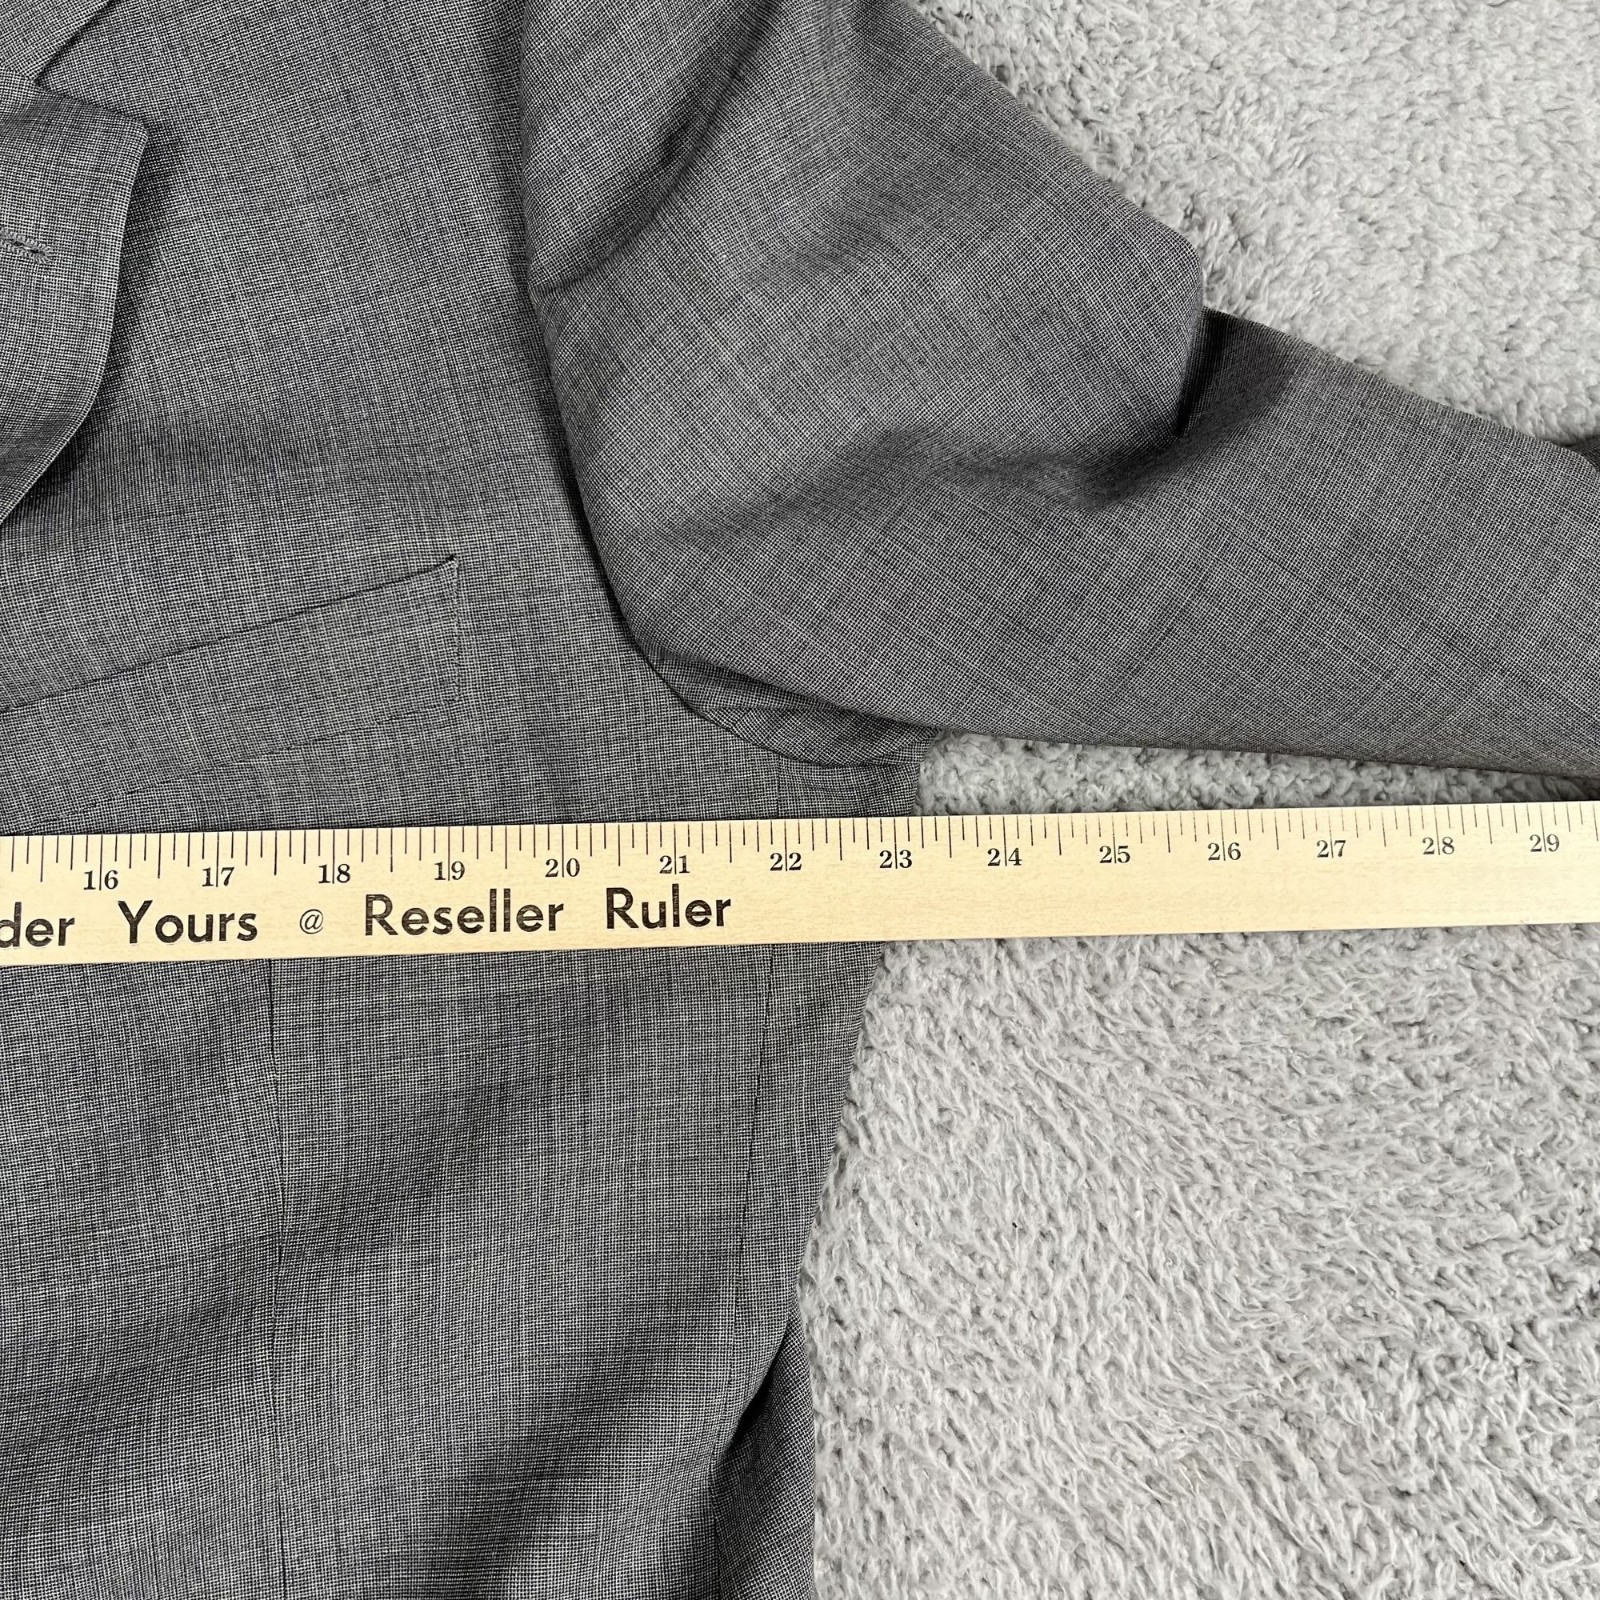 16 17 18 19 20 21 22 23 24 25 26 27 28 29
der Yours @ Reseller Ruler